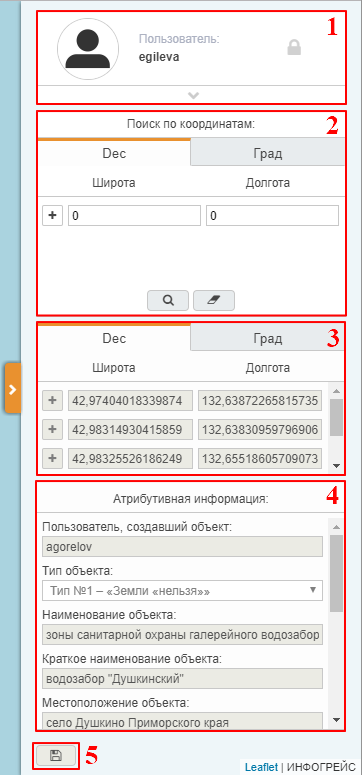 Пользователь:
egileva
1
Поиск по координатам:
2
Dec Град
Широта Долгота
+ 0 0
Dec Град
3
Широта Долгота
+ 42,97404018339874 132,63872265815735
+ 42,98314930415859 132,63830959796906
+ 42,98325526186249 132,65518605709073
4
Атрибутивная информация:
Пользователь, создавший объект:
agorelov
Тип объекта:
Тип №1 – «Земли «нельзя»»
Наименование объекта:
зоны санитарной охраны галерейного водозабор
Краткое наименование объекта:
водозабор "Душкинский"
Местоположение объекта:
село Душкино Приморского края
5
Leaflet | ИНФОГРЕЙС